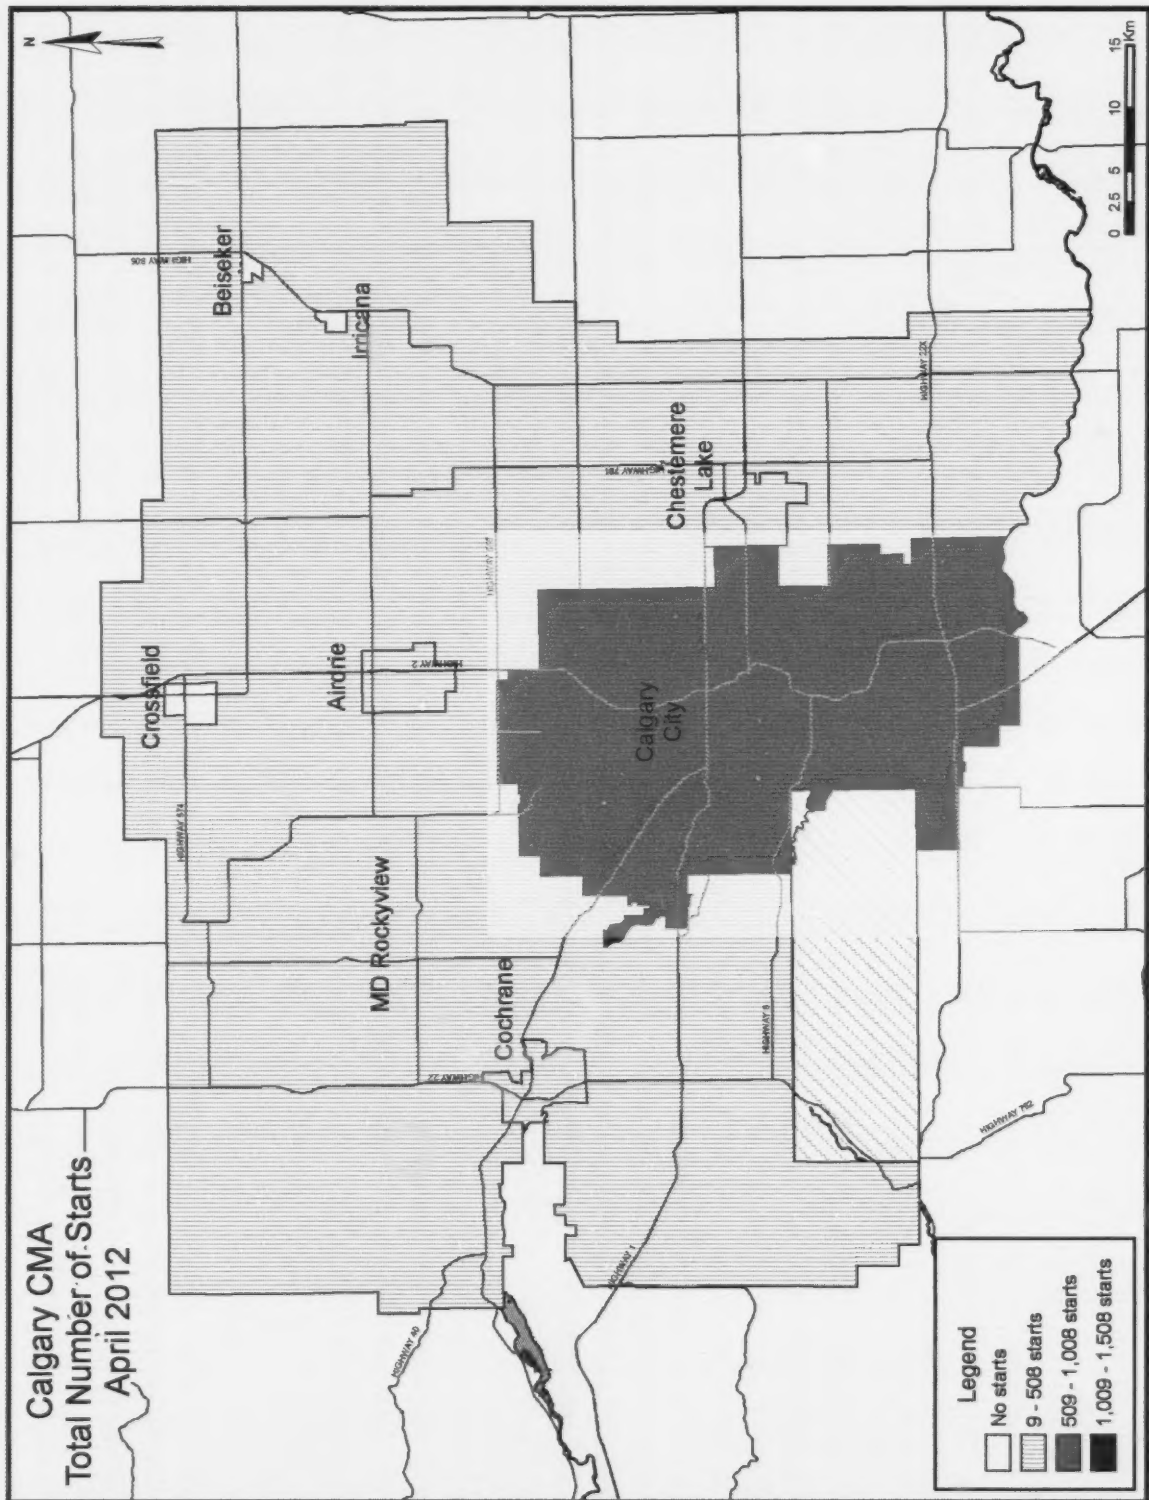 Calgary CMA
Total Number of Starts
April 2012
N
Crossfield
Beiseker
HIGHWAY 806
HIGHWAY 574
Irricana
Airdrie
MD Rockyview
HIGHWAY 2
Cochrane
HIGHWAY 22
HIGHWAY 40
HIGHWAY 1
Calgary
City
Chestermere
Lake
HIGHWAY 791
HIGHWAY 8
HIGHWAY 22X
HIGHWAY 762
Legend
No starts
9 - 508 starts
509 - 1,008 starts
1,009 - 1,508 starts
0 2.5 5 10 15
Km